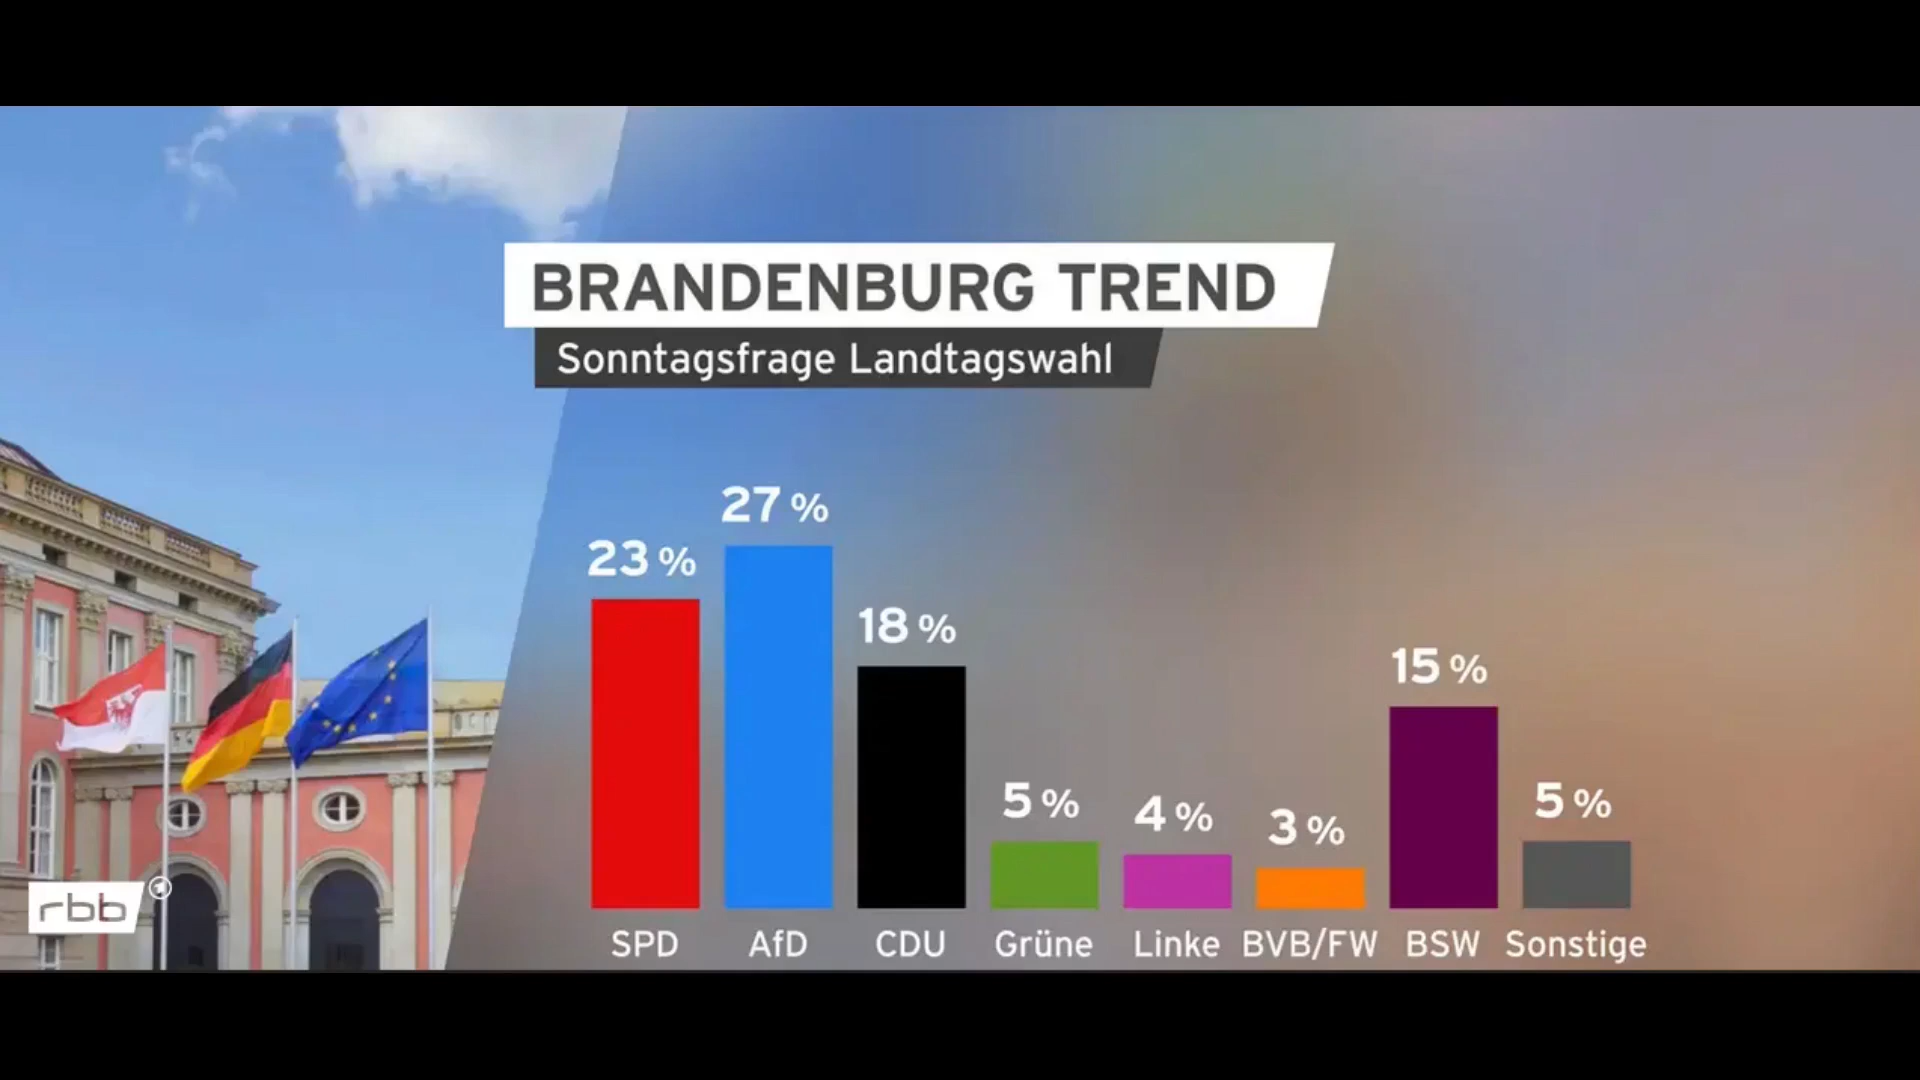 BRANDENBURG TREND
Sonntagsfrage Landtagswahl
23 %
27 %
18 %
5 %
4 %
3 %
15 %
5 %
SPD
AfD
CDU
Grüne
Linke
BVB/FW
BSW
Sonstige
rbb